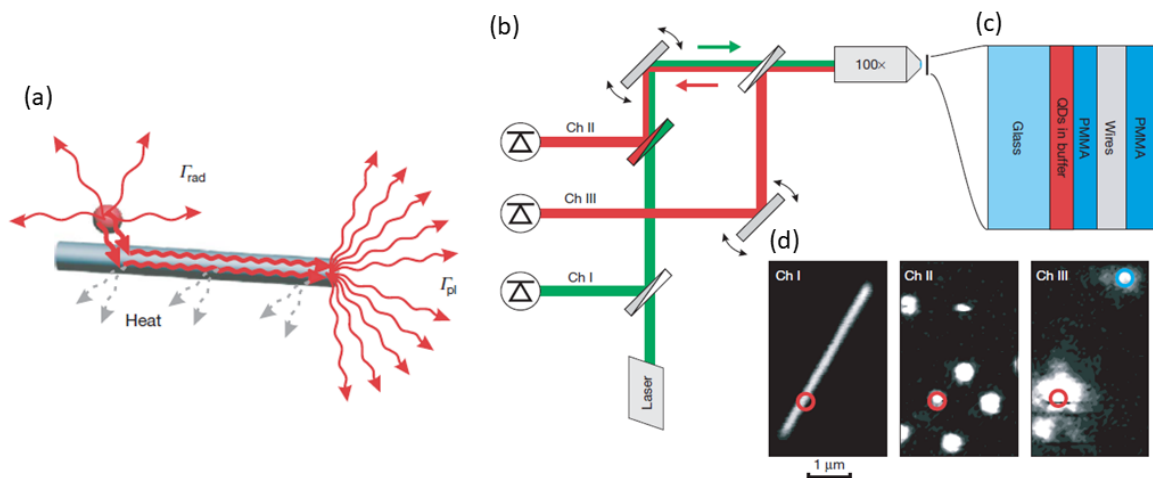 (a)
Γrad
Heat
Γpl
(b)
100×
Ch II
Ch III
Ch I
Laser
(c)
Glass
QDs in buffer
PMMA
Wires
PMMA
(d)
Ch I
Ch II
Ch III
1 μm